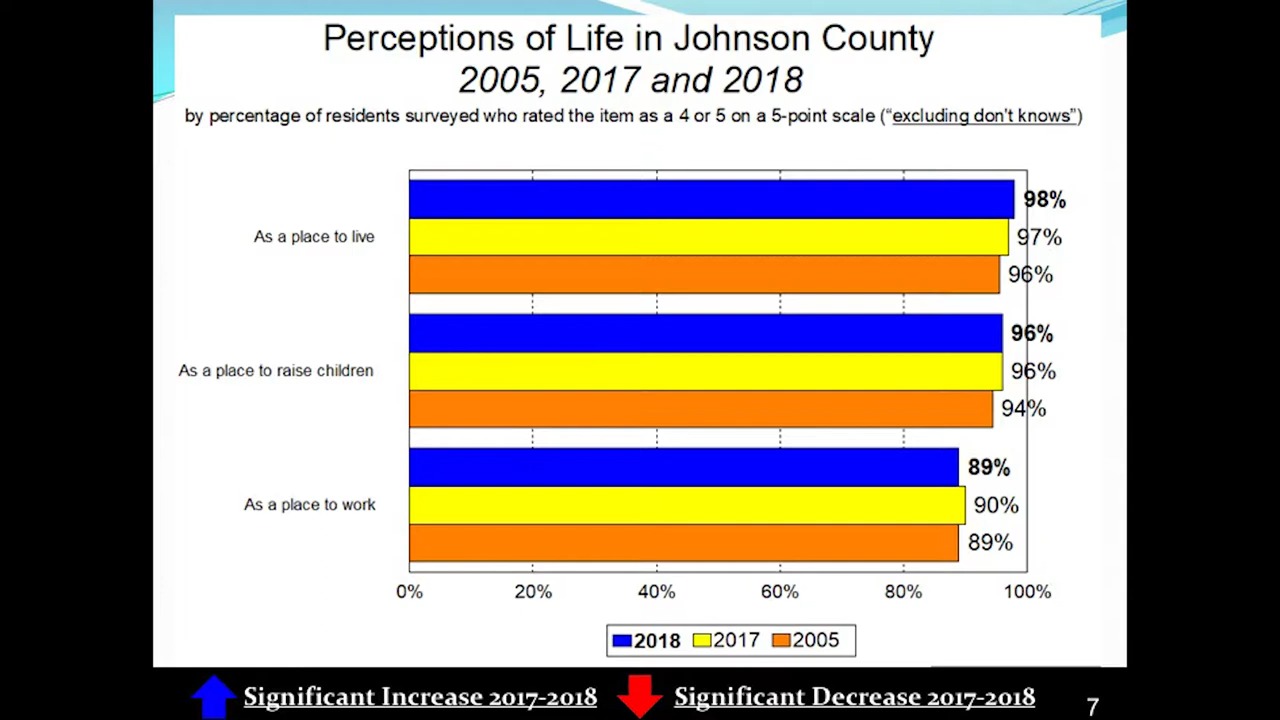 Perceptions of Life in Johnson County
2005, 2017 and 2018
by percentage of residents surveyed who rated the item as a 4 or 5 on a 5-point scale (“excluding don't knows”)
98%
As a place to live
97%
96%
96%
As a place to raise children
96%
94%
89%
As a place to work
90%
89%
0% 20% 40% 60% 80% 100%
2018 2017 2005
Significant Increase 2017-2018 Significant Decrease 2017-2018 7